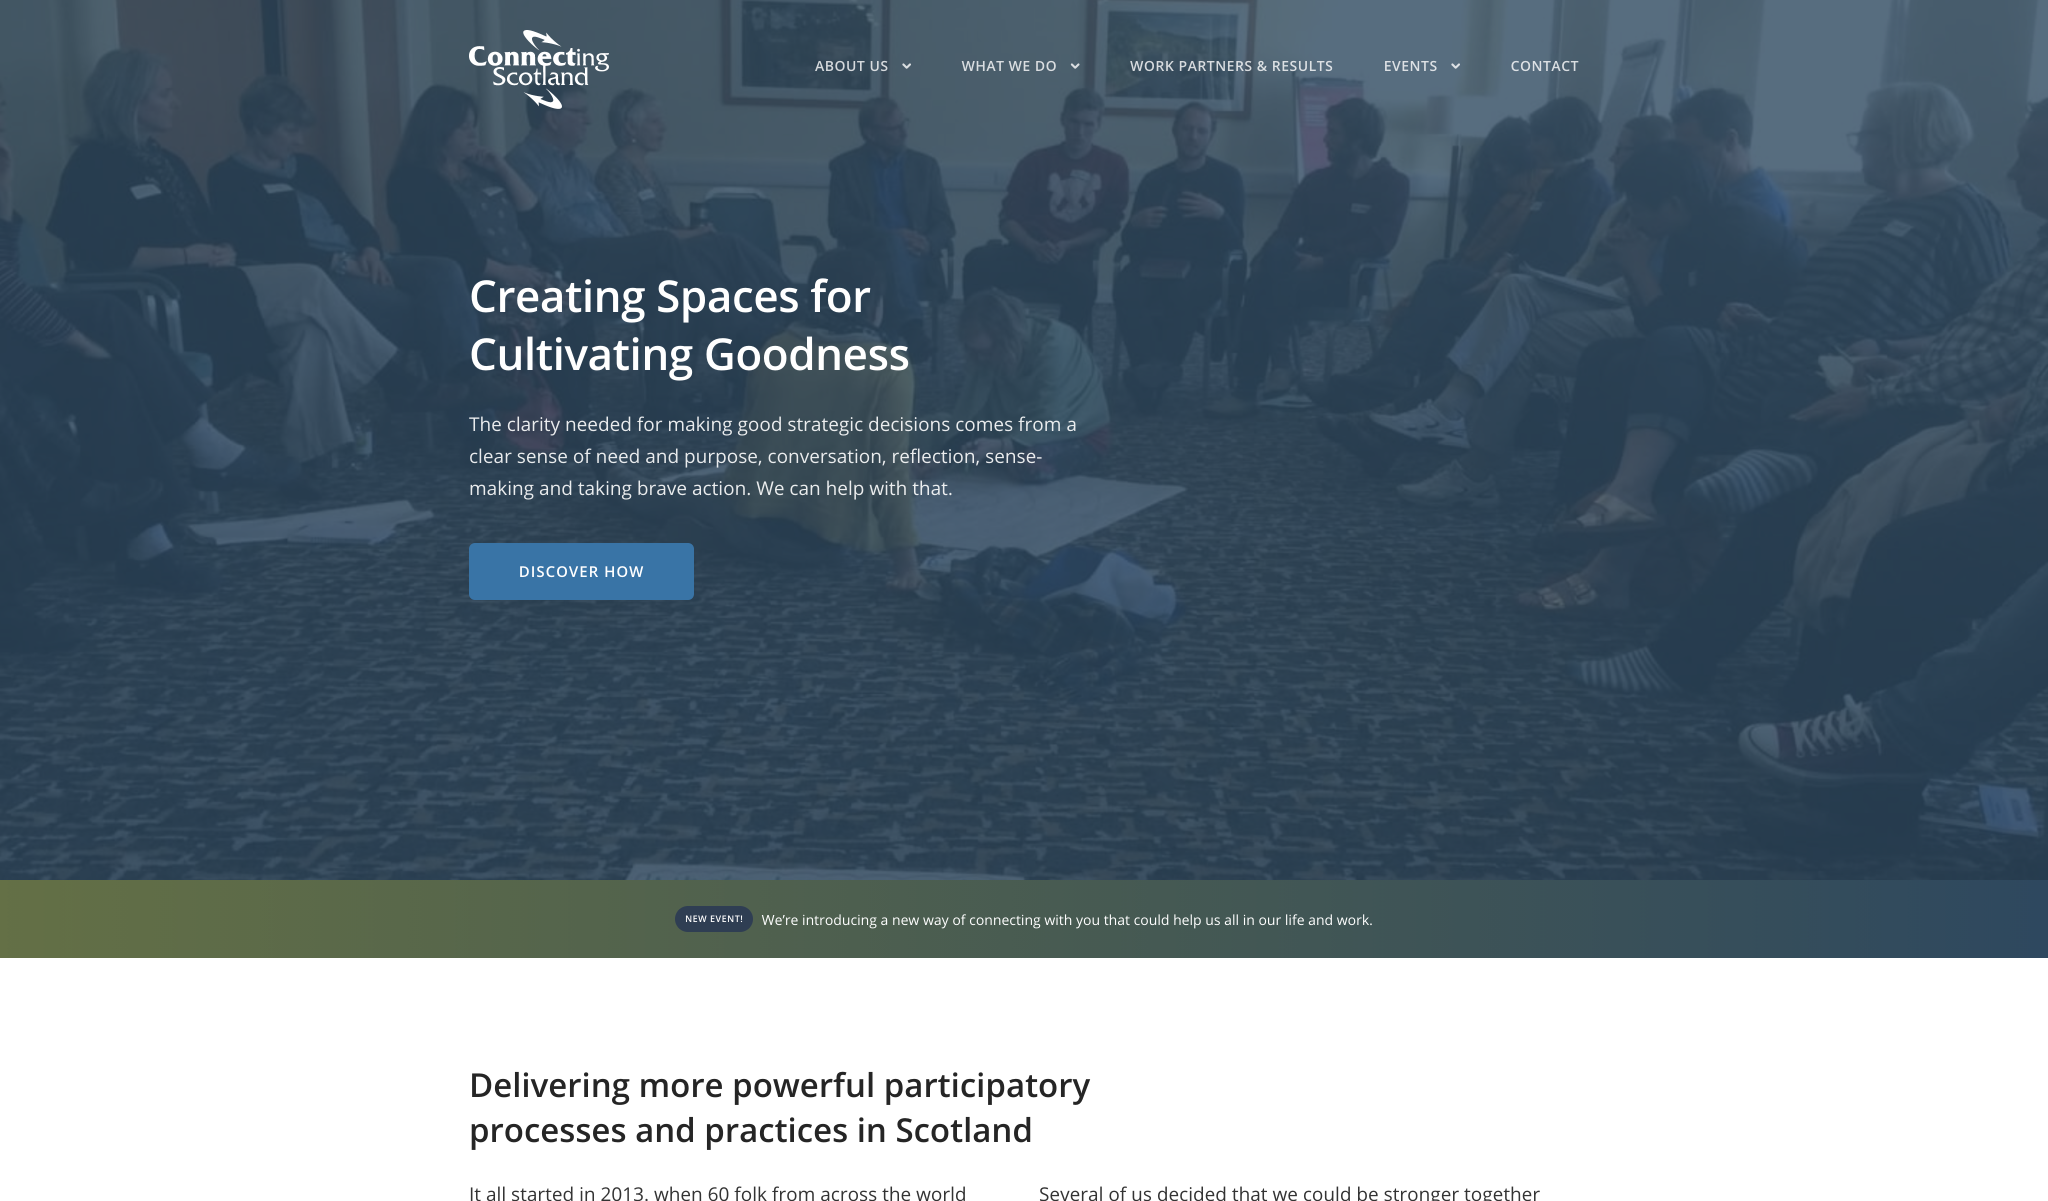 Connecting
Scotland
ABOUT US
WHAT WE DO
WORK PARTNERS & RESULTS
EVENTS
CONTACT
Creating Spaces for
Cultivating Goodness
The clarity needed for making good strategic decisions comes from a
clear sense of need and purpose, conversation, reflection, sense-
making and taking brave action. We can help with that.
DISCOVER HOW
NEW EVENT! We're introducing a new way of connecting with you that could help us all in our life and work.
Delivering more powerful participatory
processes and practices in Scotland
It all started in 2013, when 60 folk from across the world
Several of us decided that we could be stronger together